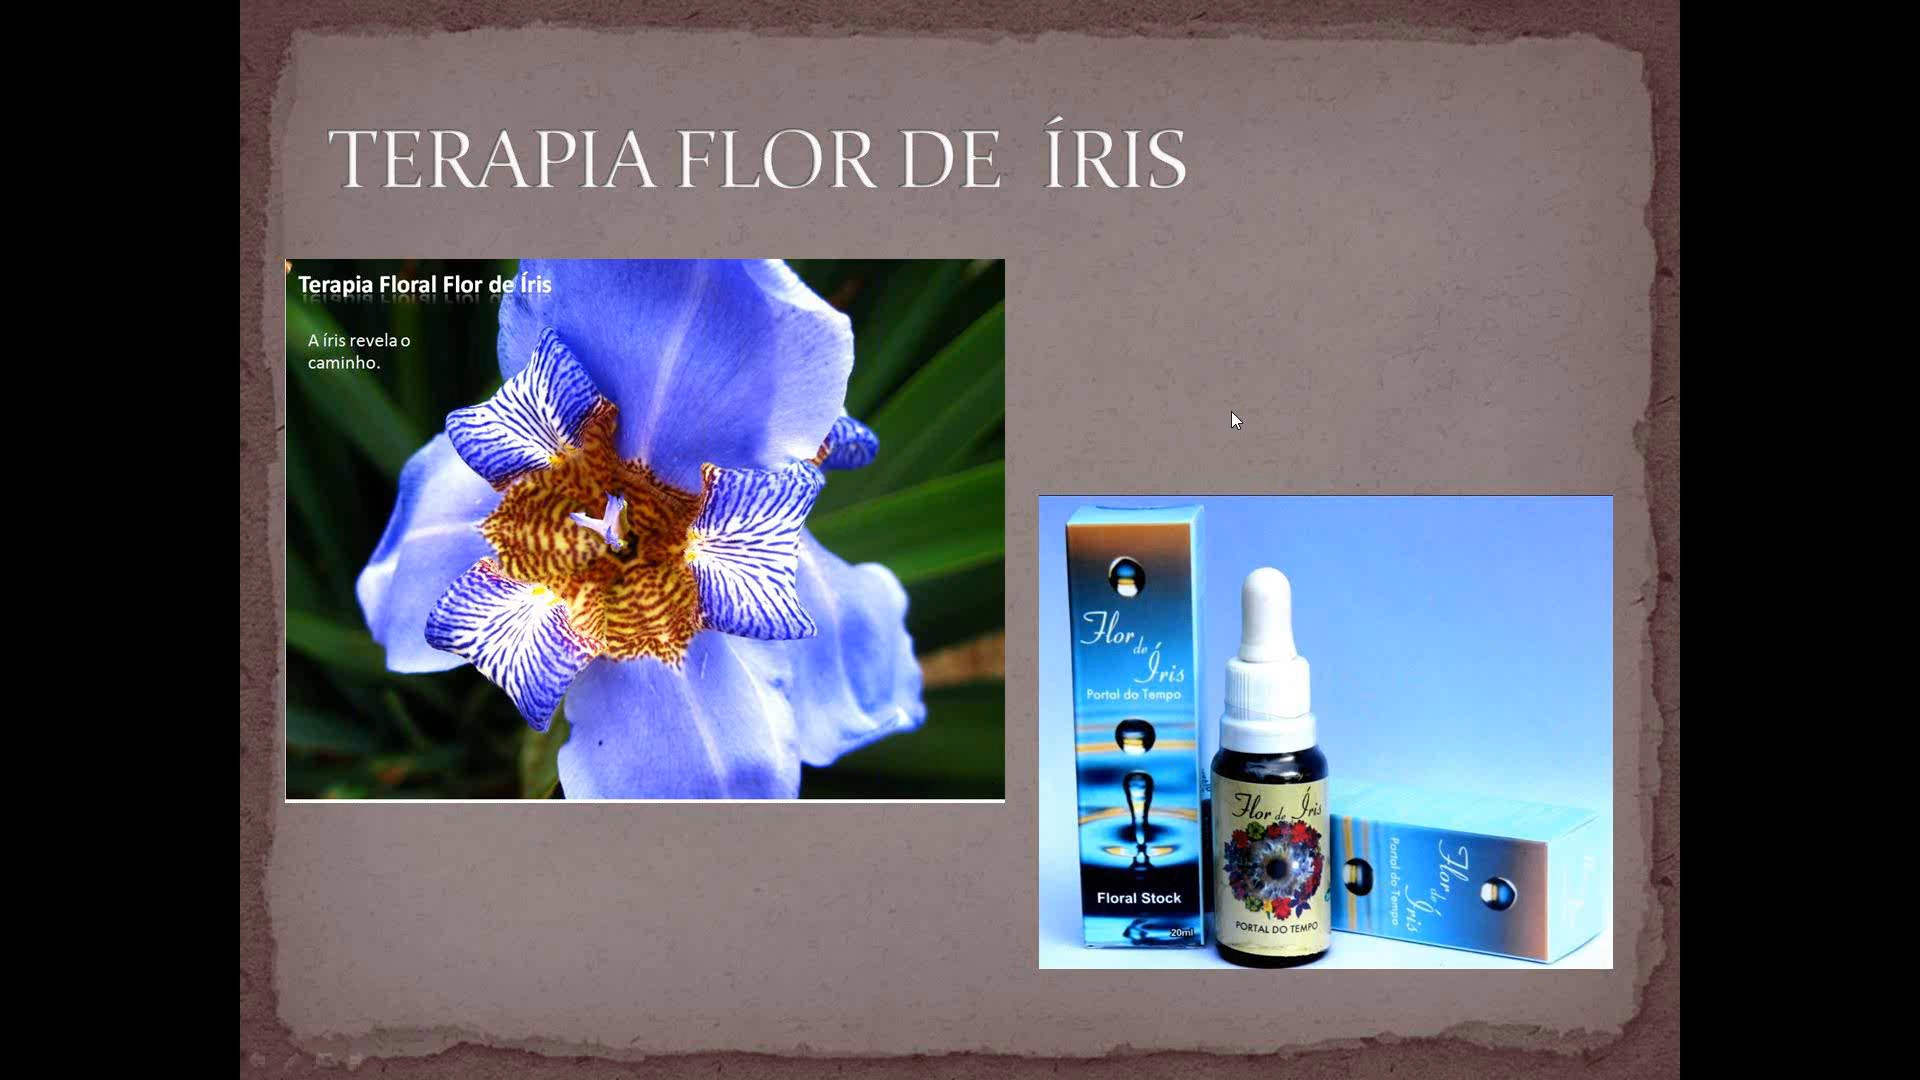 TERAPIA FLOR DE ÍRIS
Terapia Floral Flor de Íris
A íris revela o
caminho.
Flor
de
Íris
Portal do Tempo
Floral Stock
20ml
Flor de Íris
PORTAL DO TEMPO
Flor
de
Íris
Portal do Tempo